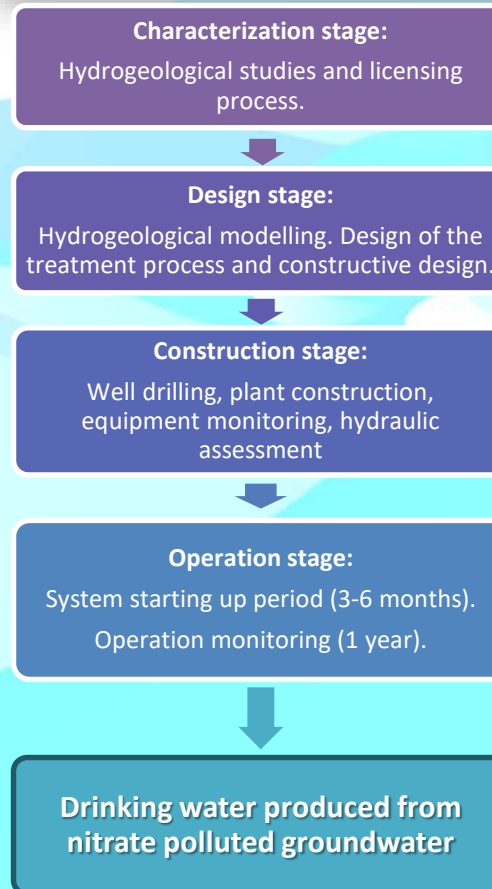 Characterization stage:
Hydrogeological studies and licensing
process.
Design stage:
Hydrogeological modelling. Design of the
treatment process and constructive design.
Construction stage:
Well drilling, plant construction,
equipment monitoring, hydraulic
assessment
Operation stage:
System starting up period (3-6 months).
Operation monitoring (1 year).
Drinking water produced from
nitrate polluted groundwater